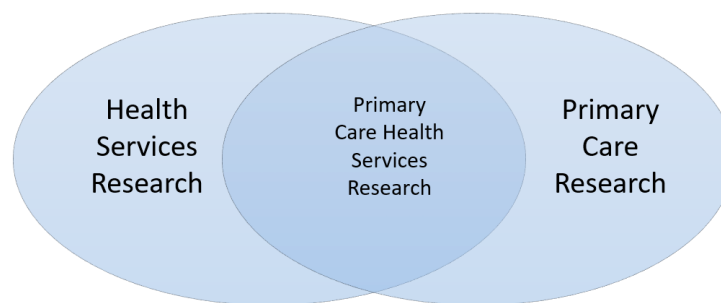 Health
Services
Research
Primary
Care Health
Services
Research
Primary
Care
Research